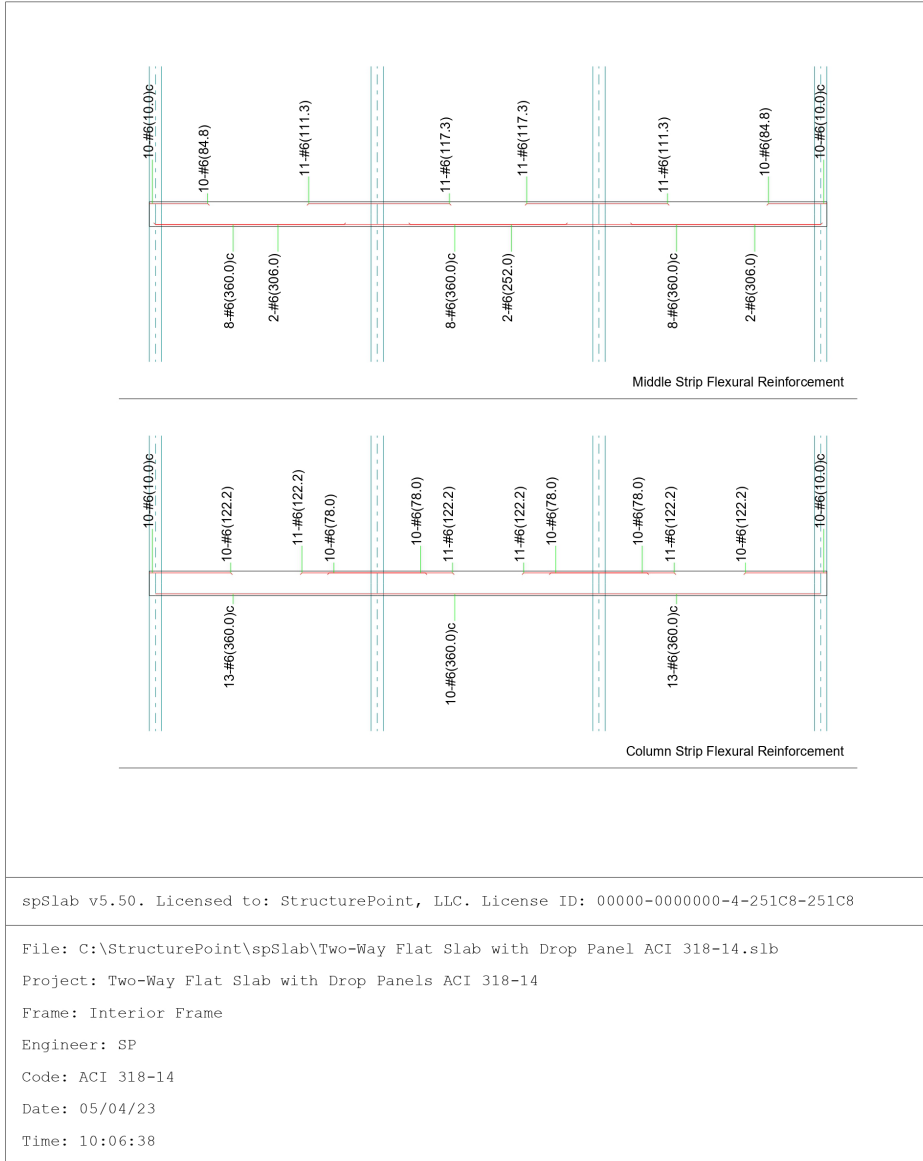 10-#6(10.0)c
10-#6(84.8)
11-#6(111.3)
11-#6(117.3)
11-#6(117.3)
11-#6(111.3)
10-#6(84.8)
10-#6(10.0)c
8-#6(360.0)c
2-#6(306.0)
8-#6(360.0)c
2-#6(252.0)
8-#6(360.0)c
2-#6(306.0)
Middle Strip Flexural Reinforcement
10-#6(10.0)c
10-#6(122.2)
11-#6(122.2)
10-#6(78.0)
10-#6(78.0)
11-#6(122.2)
11-#6(122.2)
10-#6(78.0)
10-#6(78.0)
11-#6(122.2)
10-#6(122.2)
10-#6(10.0)c
13-#6(360.0)c
10-#6(360.0)c
13-#6(360.0)c
Column Strip Flexural Reinforcement
spSlab v5.50. Licensed to: StructurePoint, LLC. License ID: 00000-0000000-4-251C8-251C8
File: C:\StructurePoint\spSlab\Two-Way Flat Slab with Drop Panel ACI 318-14.slb
Project: Two-Way Flat Slab with Drop Panels ACI 318-14
Frame: Interior Frame
Engineer: SP
Code: ACI 318-14
Date: 05/04/23
Time: 10:06:38